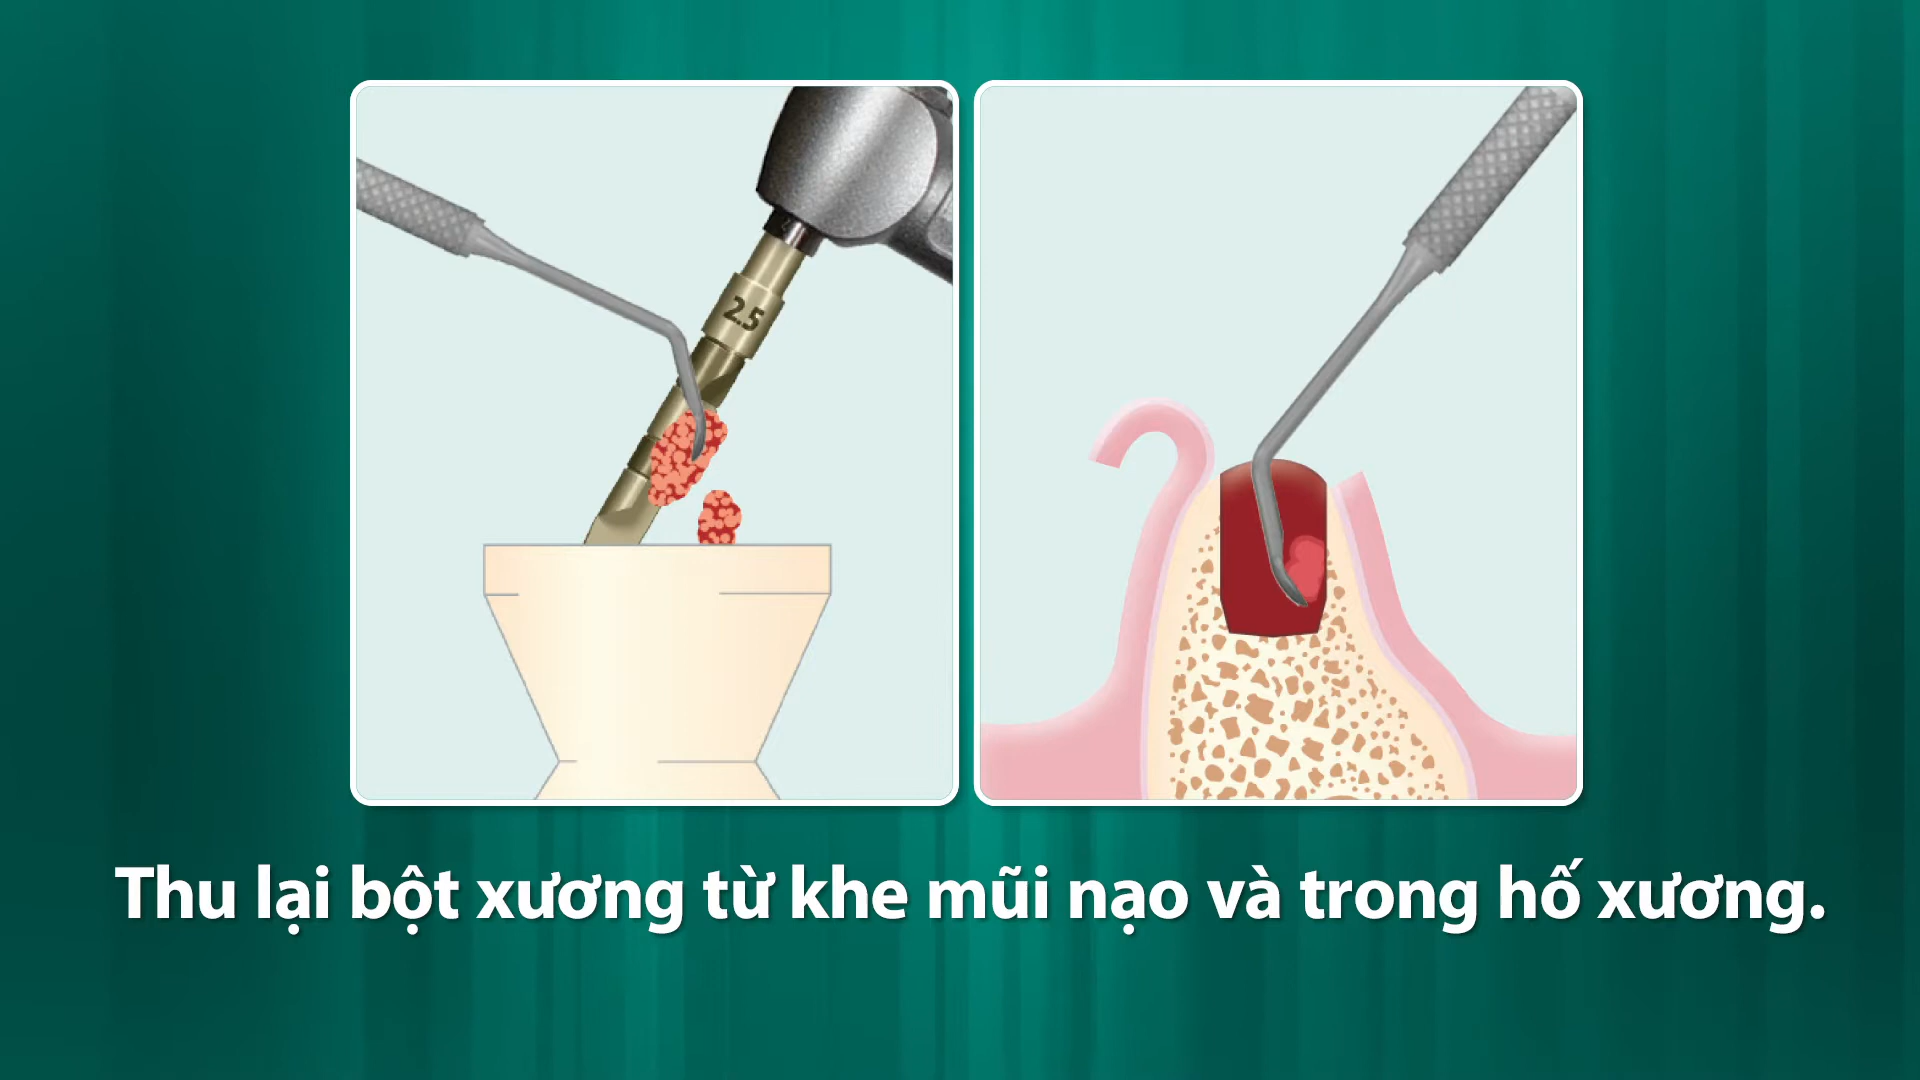 2.5
Thu lại bột xương từ khe mũi nạo và trong hố xương.